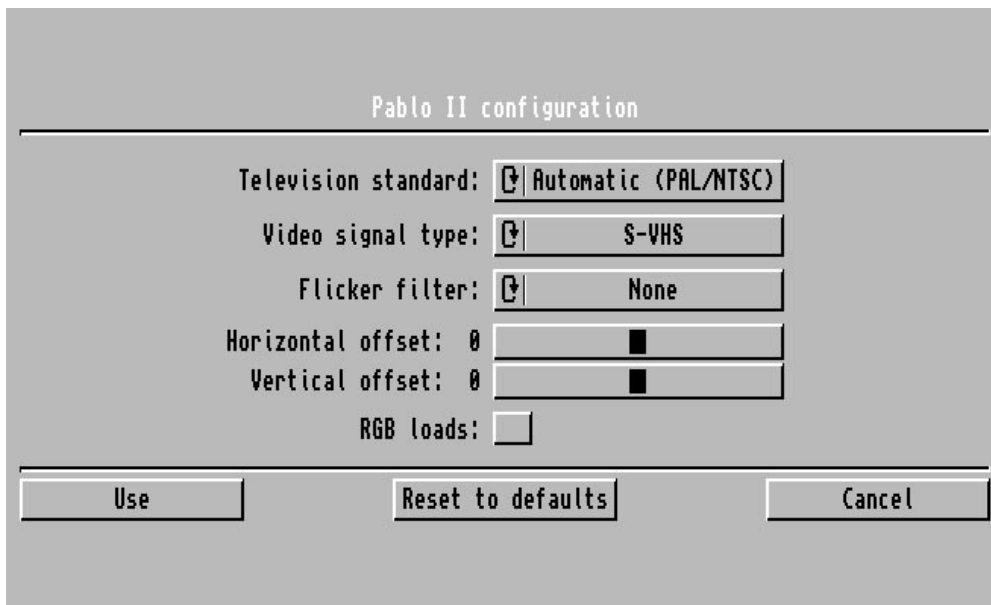 Pablo II configuration
Television standard: Automatic (PAL/NTSC)
Video signal type: S-VHS
Flicker filter: None
Horizontal offset: 0
Vertical offset: 0
RGB loads:
Use Reset to defaults Cancel